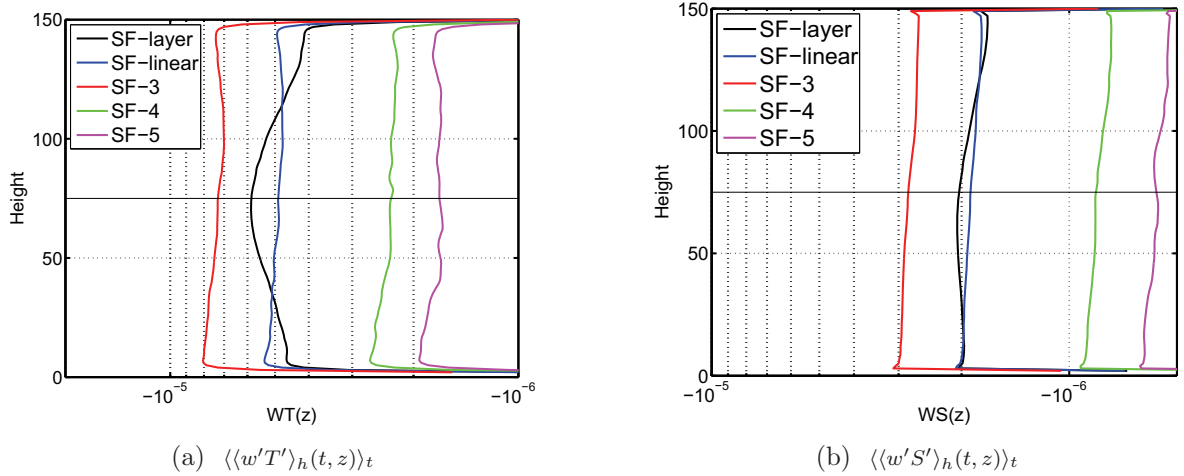 150
100
50
0
Height
SF−layer
SF−linear
SF−3
SF−4
SF−5
−10⁻⁵
−10⁻⁶
WT(z)
(a) ⟨⟨w′T′⟩ₕ(t, z)⟩ₜ
150
100
50
0
Height
SF−layer
SF−linear
SF−3
SF−4
SF−5
−10⁻⁵
−10⁻⁶
WS(z)
(b) ⟨⟨w′S′⟩ₕ(t, z)⟩ₜ